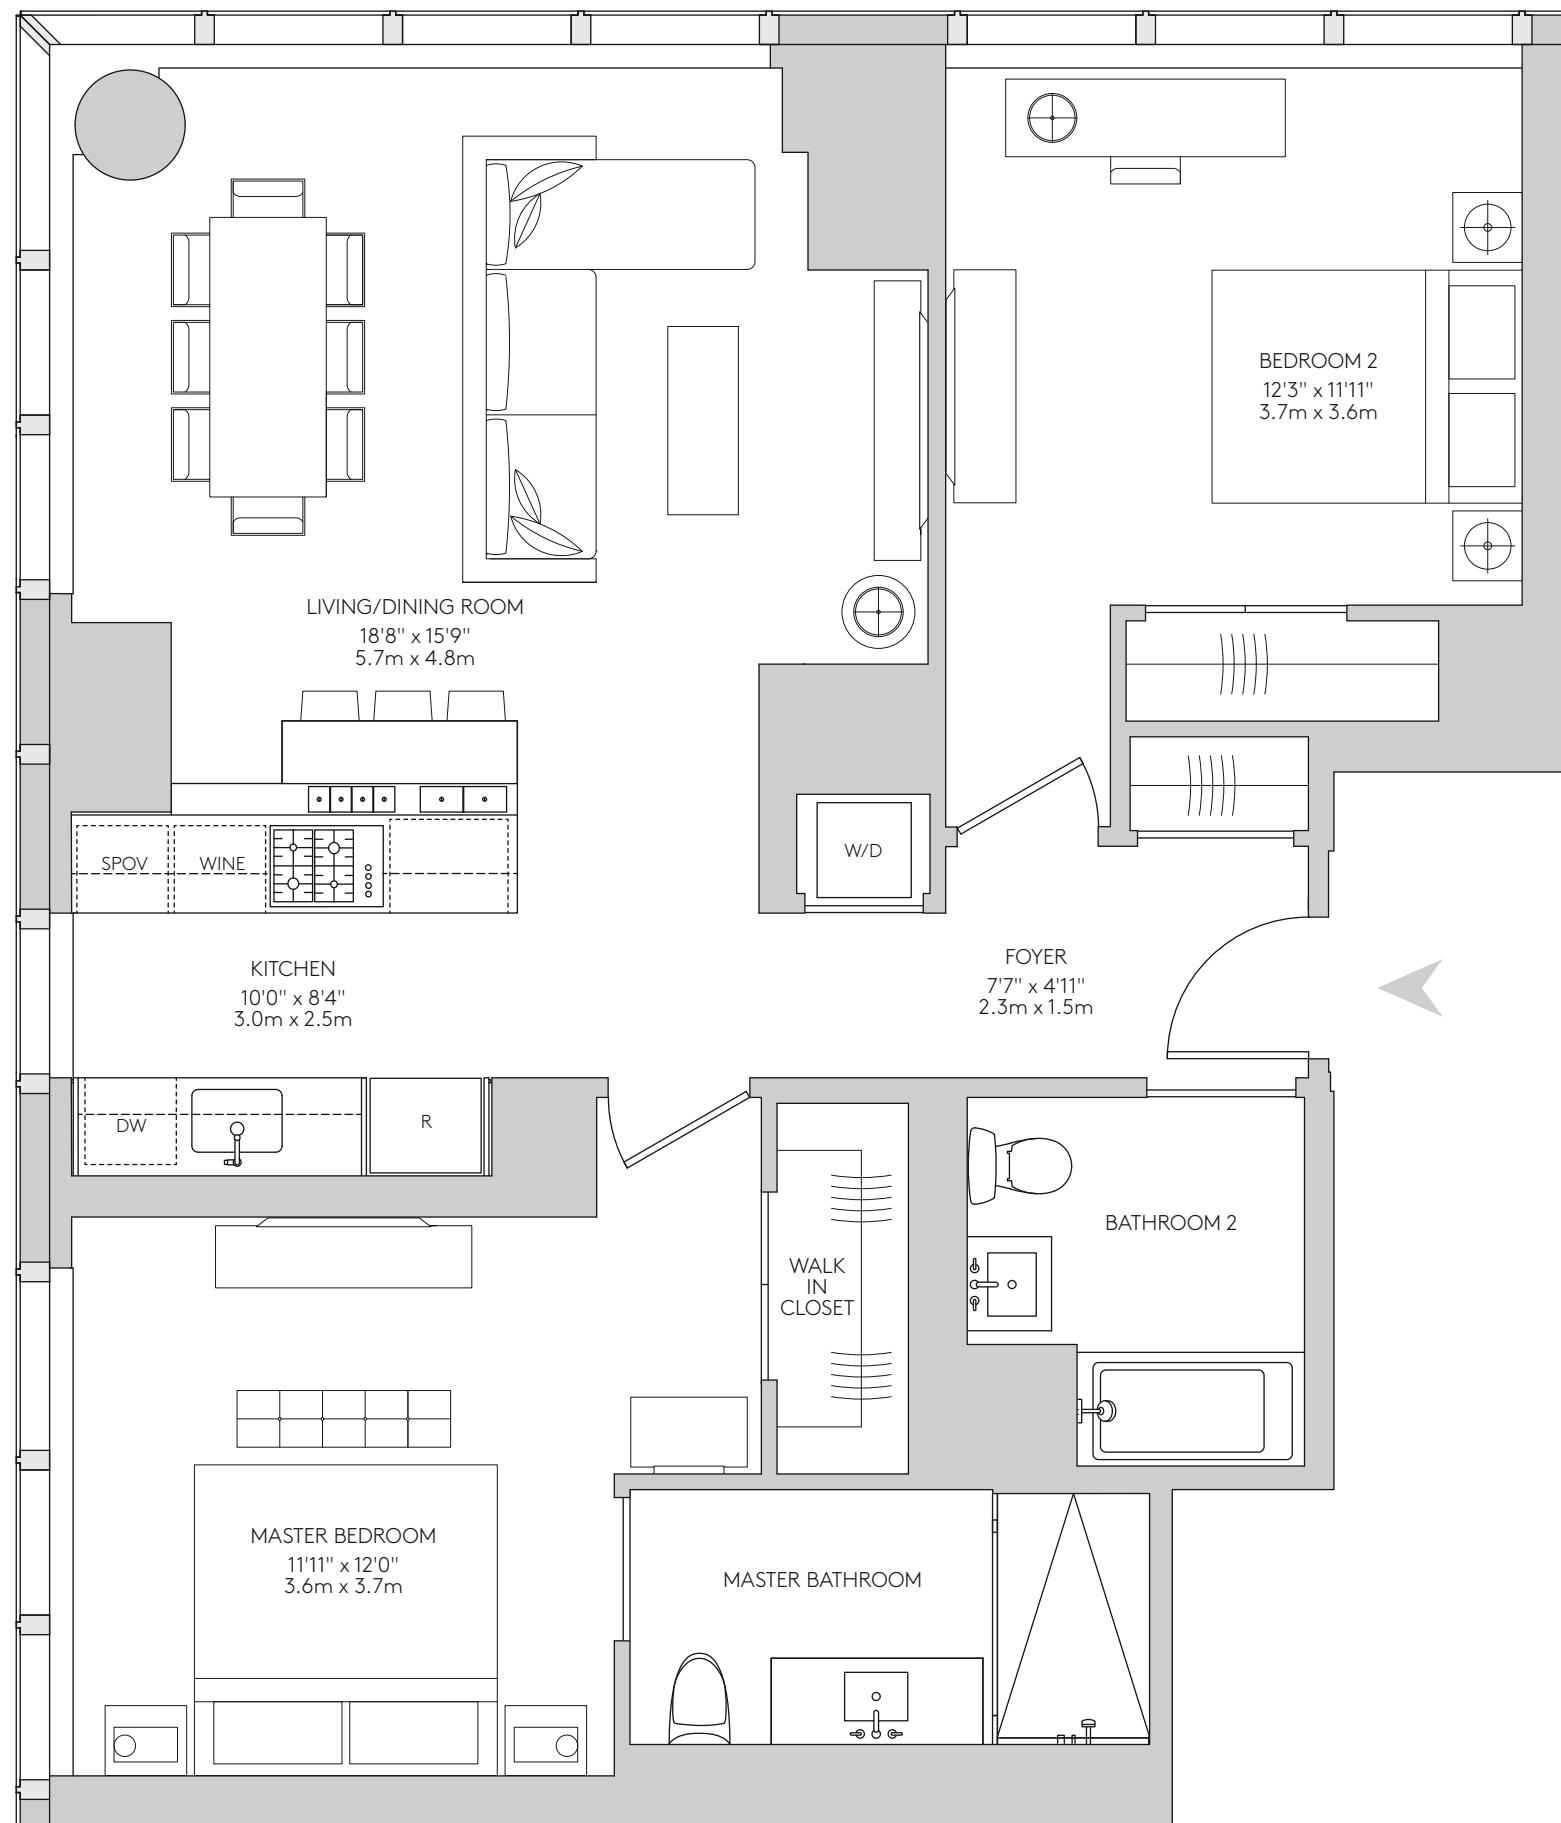 BEDROOM 2
12'3" x 11'11"
3.7m x 3.6m
LIVING/DINING ROOM
18'8" x 15'9"
5.7m x 4.8m
SPOV
WINE
W/D
KITCHEN
10'0" x 8'4"
3.0m x 2.5m
FOYER
7'7" x 4'11"
2.3m x 1.5m
DW
R
BATHROOM 2
WALK
IN
CLOSET
MASTER BEDROOM
11'11" x 12'0"
3.6m x 3.7m
MASTER BATHROOM